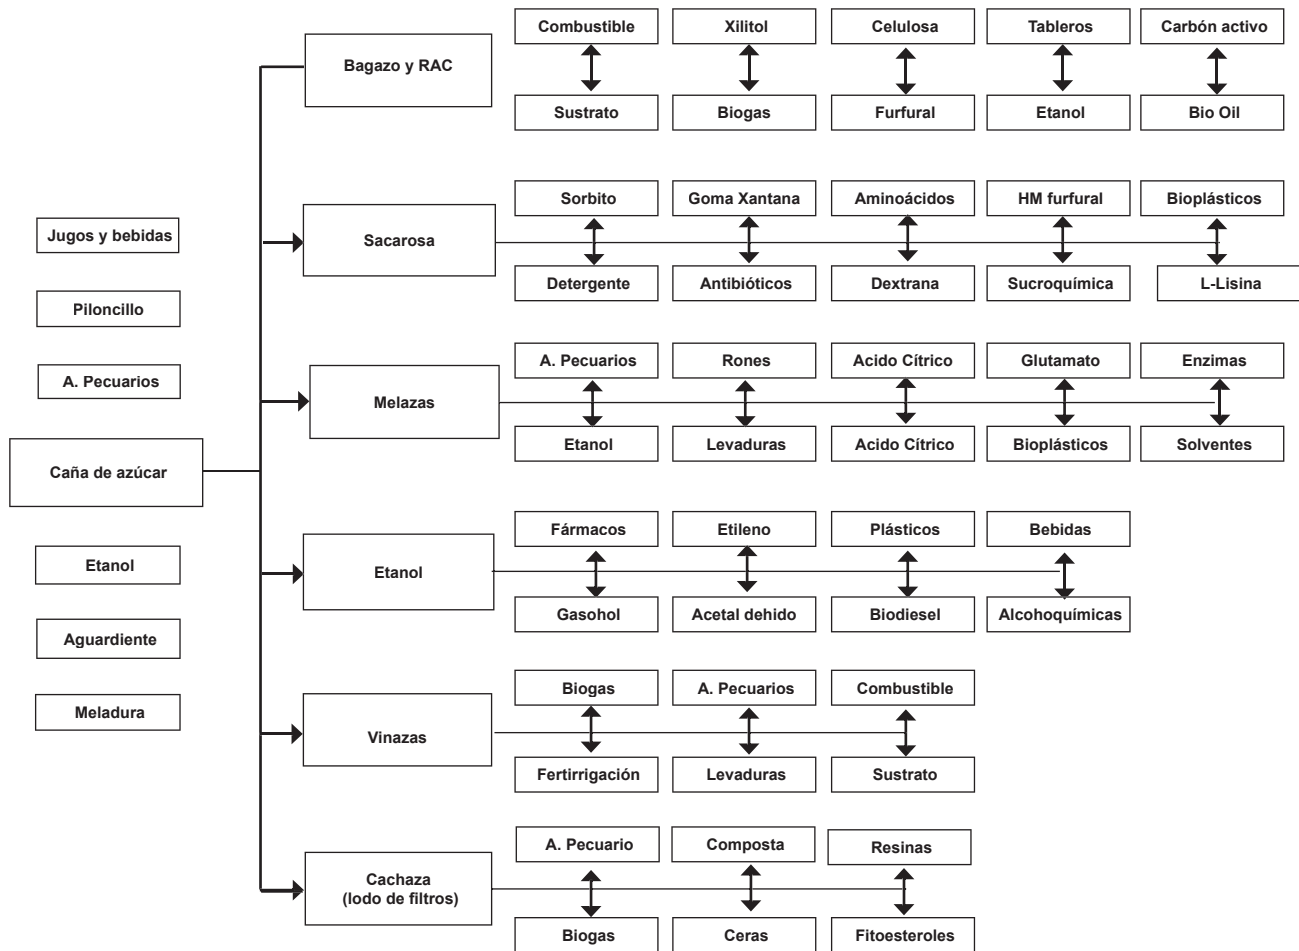 Combustible
Xilitol
Celulosa
Tableros
Carbón activo
Bagazo y RAC
Sustrato
Biogas
Furfural
Etanol
Bio Oil
Sorbito
Goma Xantana
Aminoácidos
HM furfural
Bioplásticos
Jugos y bebidas
Sacarosa
Detergente
Antibióticos
Dextrana
Sucroquímica
L-Lisina
Piloncillo
A. Pecuarios
A. Pecuarios
Rones
Acido Cítrico
Glutamato
Enzimas
Melazas
Etanol
Levaduras
Acido Cítrico
Bioplásticos
Solventes
Caña de azúcar
Fármacos
Etileno
Plásticos
Bebidas
Etanol
Etanol
Gasohol
Acetal dehido
Biodiesel
Alcohoquímicas
Aguardiente
Meladura
Biogas
A. Pecuarios
Combustible
Vinazas
Fertirrigación
Levaduras
Sustrato
A. Pecuario
Composta
Resinas
Cachaza
(lodo de filtros)
Biogas
Ceras
Fitoesteroles